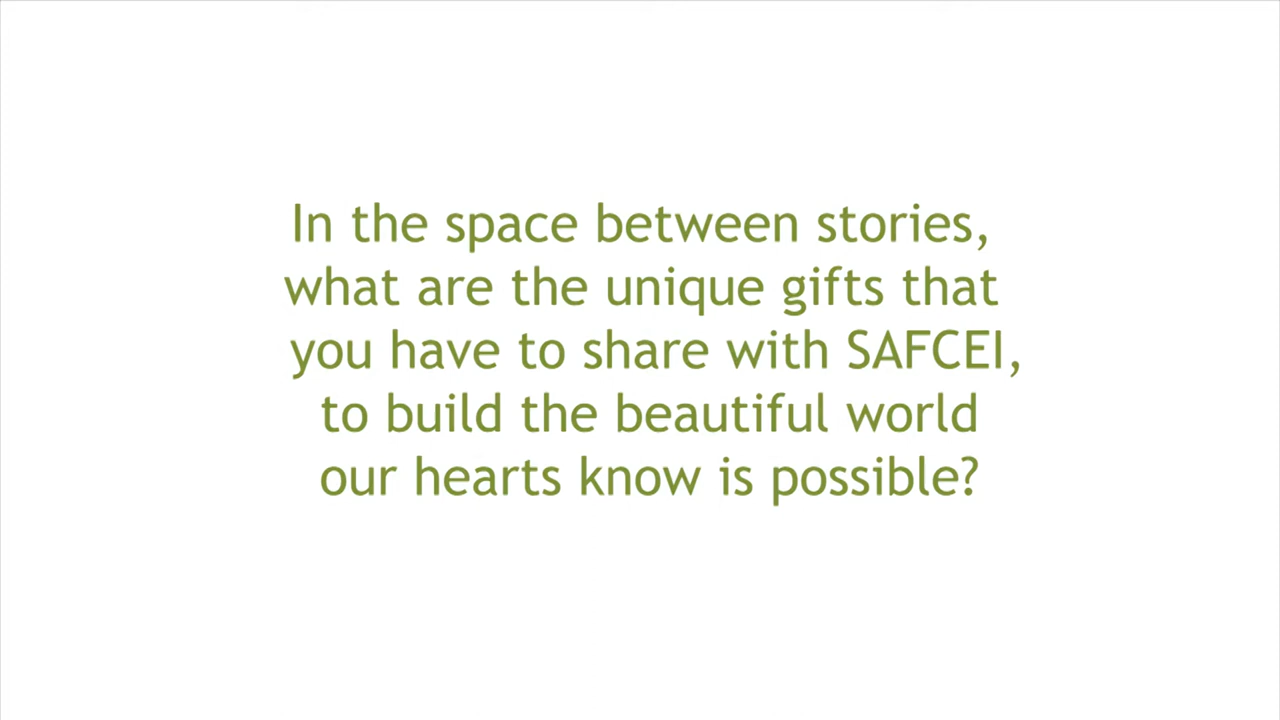 In the space between stories,
what are the unique gifts that
you have to share with SAFCEI,
to build the beautiful world
our hearts know is possible?